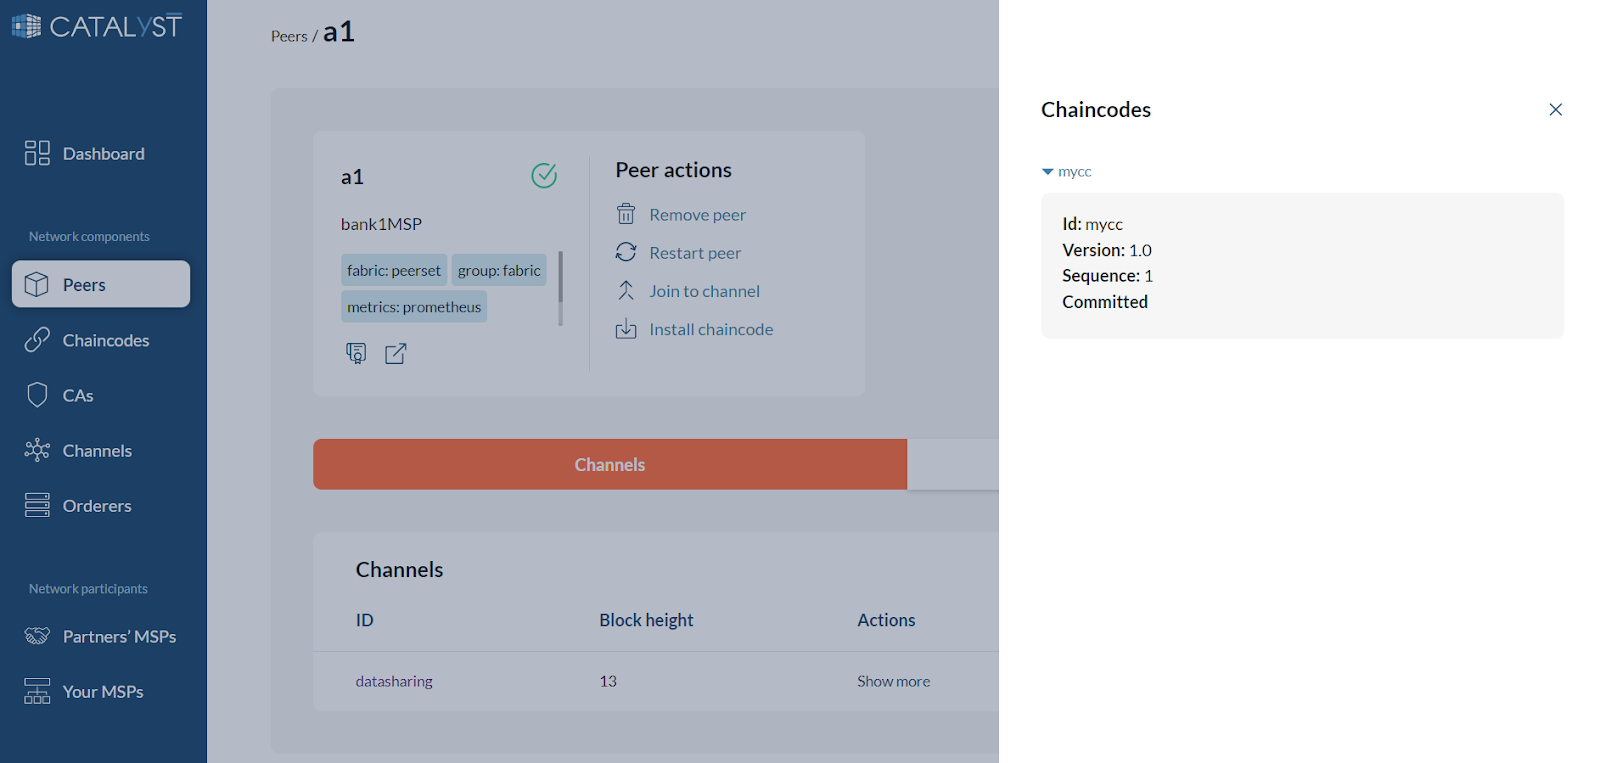 CATALYST
Dashboard
Network components
Peers
Chaincodes
CAs
Channels
Orderers
Network participants
Partners’ MSPs
Your MSPs
Peers / a1
a1
bank1MSP
fabric: peerset group: fabric
metrics: prometheus
Peer actions
Remove peer
Restart peer
Join to channel
Install chaincode
Channels
Channels
ID Block height Actions
datasharing 13 Show more
Chaincodes
mycc
Id: mycc
Version: 1.0
Sequence: 1
Committed